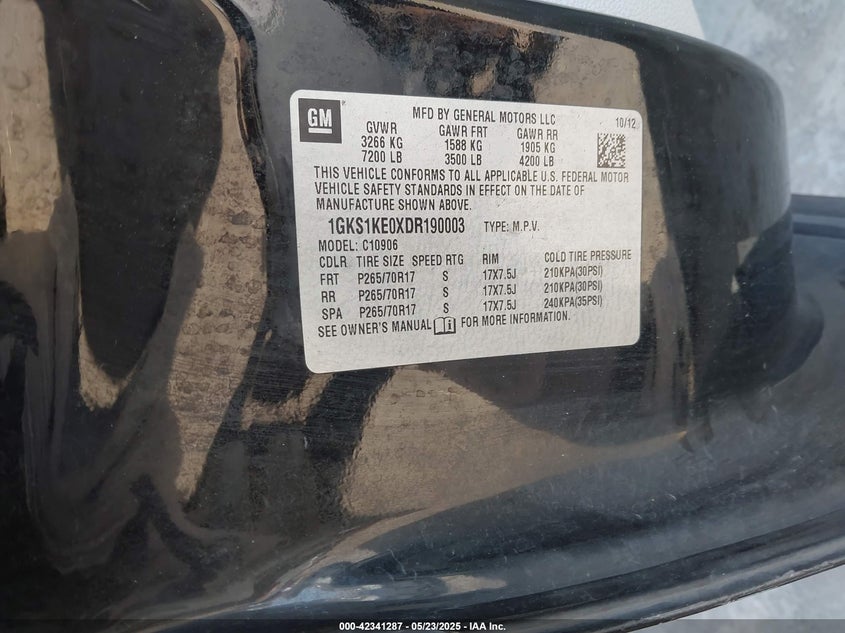 GM
MFD BY GENERAL MOTORS LLC
10/12
GVWR GAWR FRT GAWR RR
3266 KG 1588 KG 1905 KG
7200 LB 3500 LB 4200 LB
THIS VEHICLE CONFORMS TO ALL APPLICABLE U.S. FEDERAL MOTOR
VEHICLE SAFETY STANDARDS IN EFFECT ON THE DATE OF
MANUFACTURE SHOWN ABOVE.
1GKS1KE0XDR190003 TYPE: M.P.V.
MODEL: C10906
CDLR TIRE SIZE SPEED RTG RIM COLD TIRE PRESSURE
FRT P265/70R17 S 17X7.5J 210KPA(30PSI)
RR P265/70R17 S 17X7.5J 210KPA(30PSI)
SPA P265/70R17 S 17X7.5J 240KPA(35PSI)
SEE OWNER'S MANUAL FOR MORE INFORMATION.
000-42341287 - 05/23/2025 - IAA Inc.